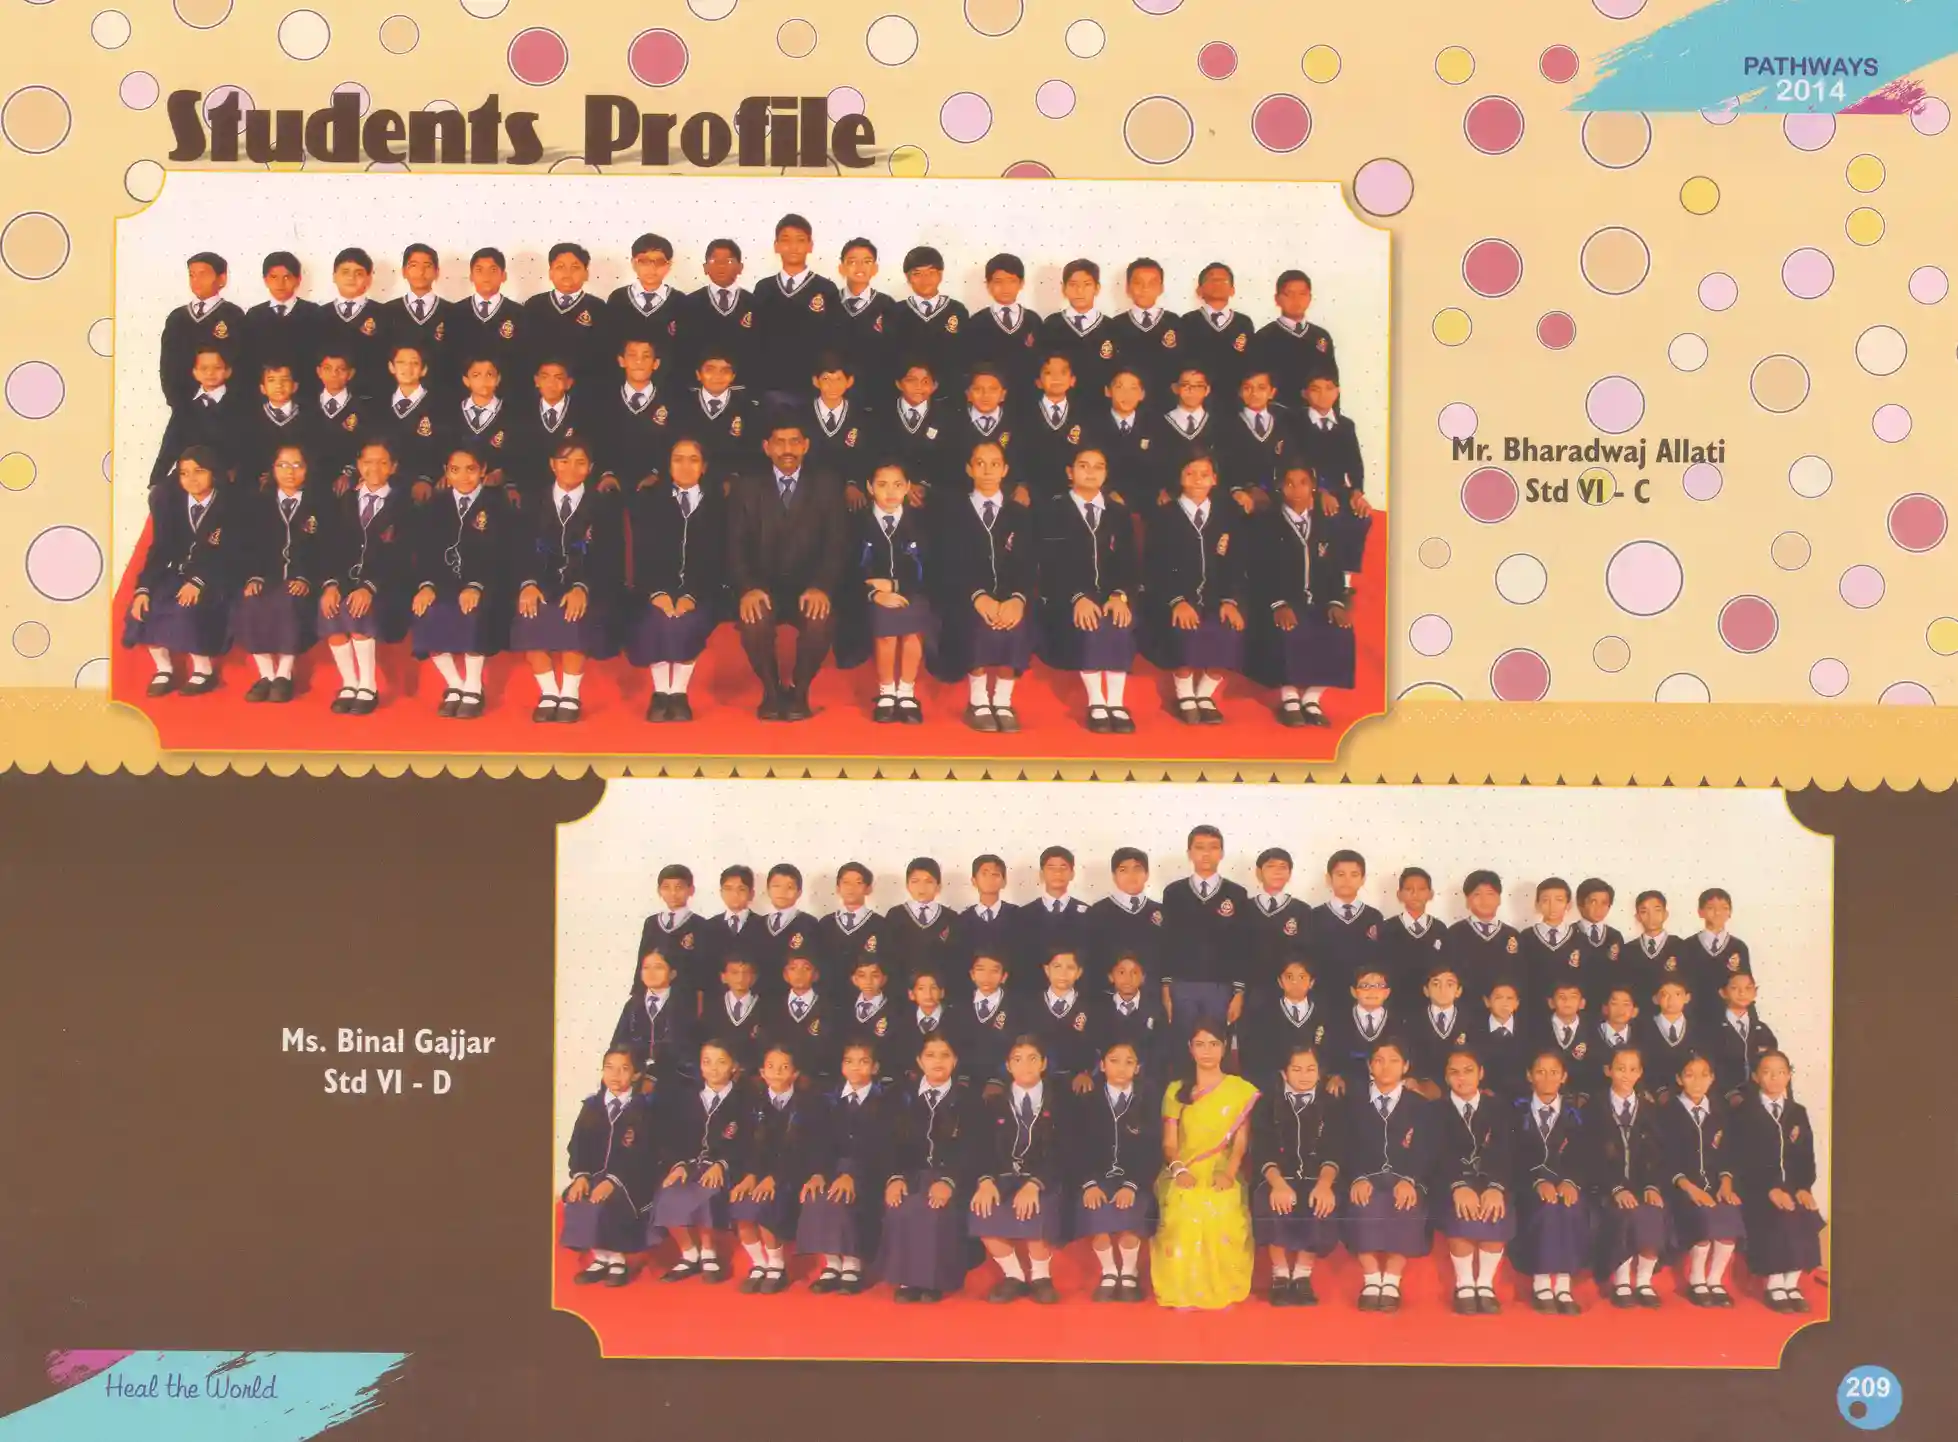 PATHWAYS
2014
Students Profile
Mr. Bharadwaj Allati
Std VI - C
Ms. Binal Gajjar
Std VI - D
Heal the World
209